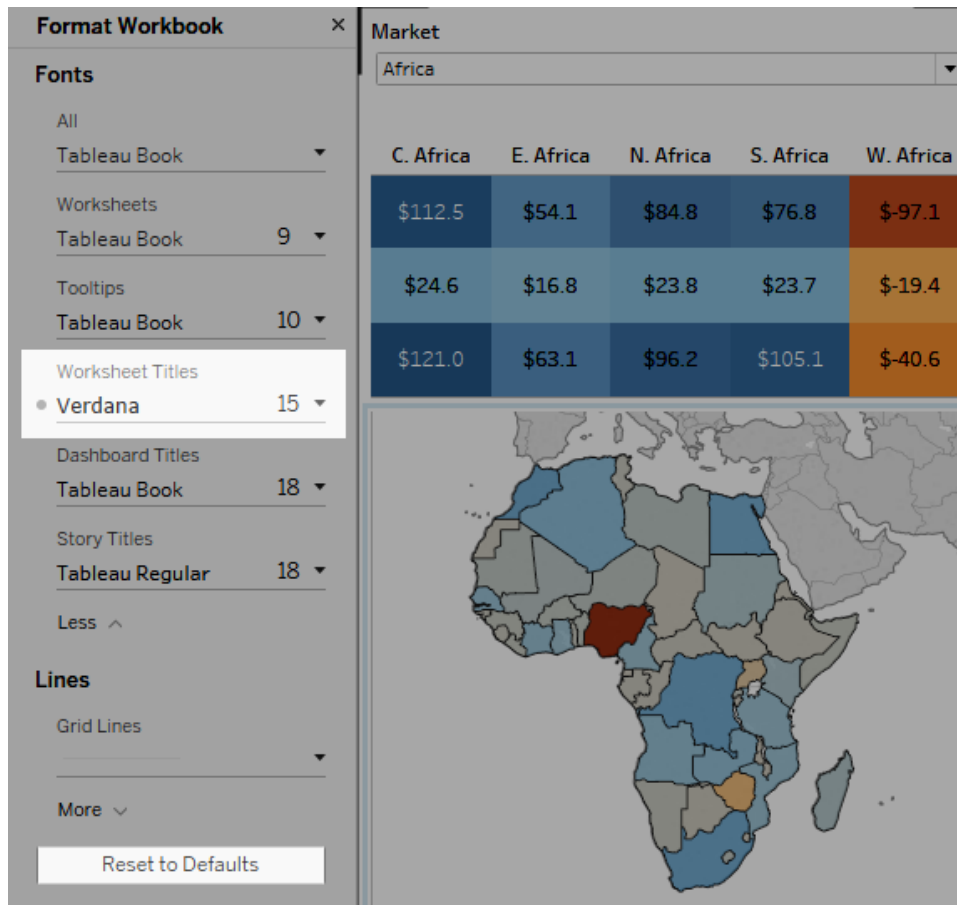 Format Workbook ×
Fonts
All
Tableau Book
Worksheets
Tableau Book 9
Tooltips
Tableau Book 10
Worksheet Titles
Verdana 15
Dashboard Titles
Tableau Book 18
Story Titles
Tableau Regular 18
Less
Lines
Grid Lines
More
Reset to Defaults
Market
Africa
C. Africa E. Africa N. Africa S. Africa W. Africa
$112.5 $54.1 $84.8 $76.8 $-97.1
$24.6 $16.8 $23.8 $23.7 $-19.4
$121.0 $63.1 $96.2 $105.1 $-40.6